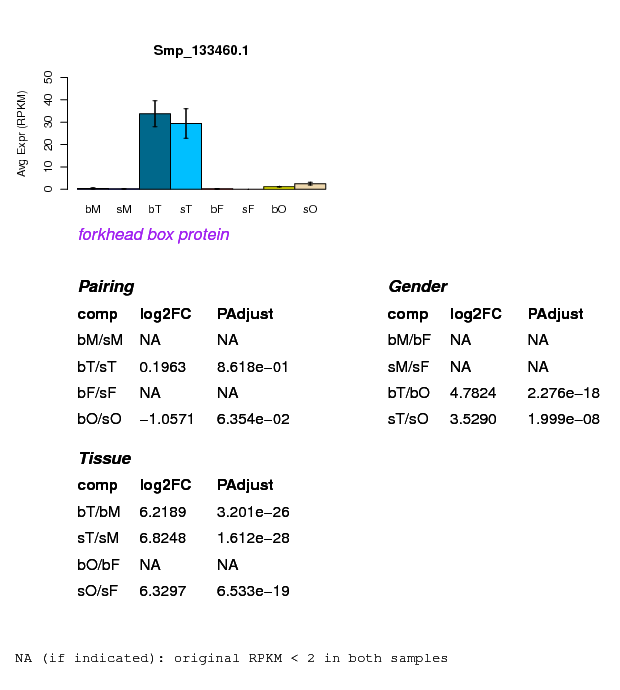 Smp_133460.1
Avg Expr (RPKM)
50
40
30
20
10
0
bM sM bT sT bF sF bO sO
forkhead box protein
Pairing
comp log2FC PAdjust
bM/sM NA NA
bT/sT 0.1963 8.618e−01
bF/sF NA NA
bO/sO −1.0571 6.354e−02
Gender
comp log2FC PAdjust
bM/bF NA NA
sM/sF NA NA
bT/bO 4.7824 2.276e−18
sT/sO 3.5290 1.999e−08
Tissue
comp log2FC PAdjust
bT/bM 6.2189 3.201e−26
sT/sM 6.8248 1.612e−28
bO/bF NA NA
sO/sF 6.3297 6.533e−19
NA (if indicated): original RPKM < 2 in both samples